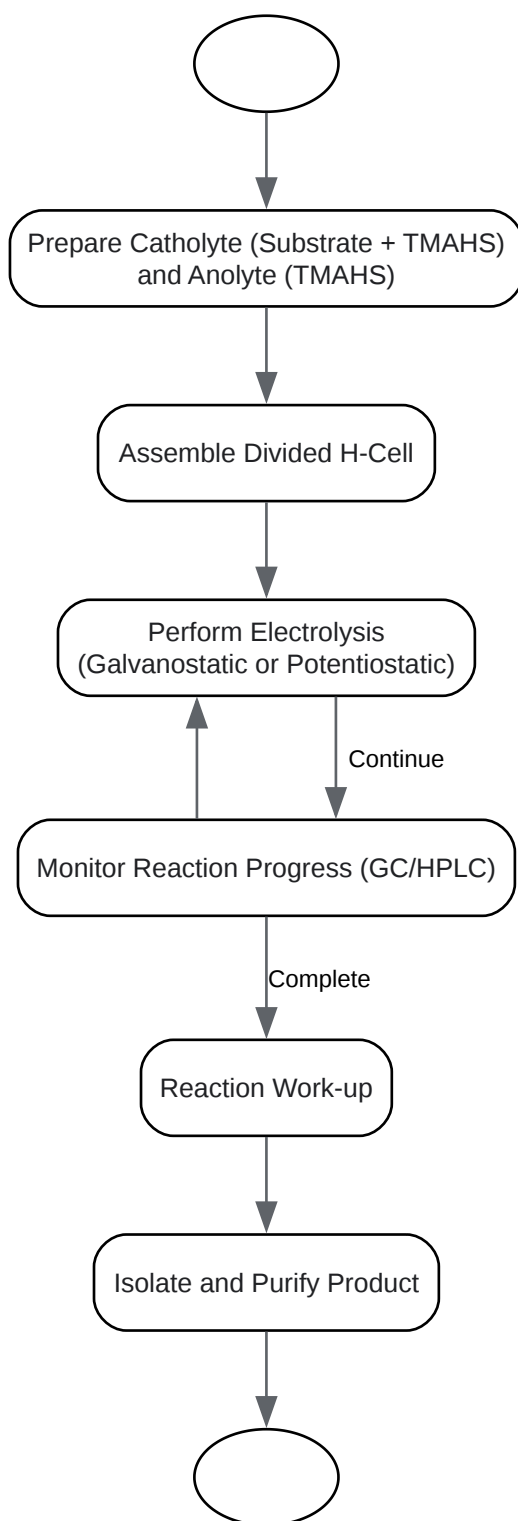 Prepare Catholyte (Substrate + TMAHS)
and Anolyte (TMAHS)
Assemble Divided H-Cell
Perform Electrolysis
(Galvanostatic or Potentiostatic)
Continue
Monitor Reaction Progress (GC/HPLC)
Complete
Reaction Work-up
Isolate and Purify Product